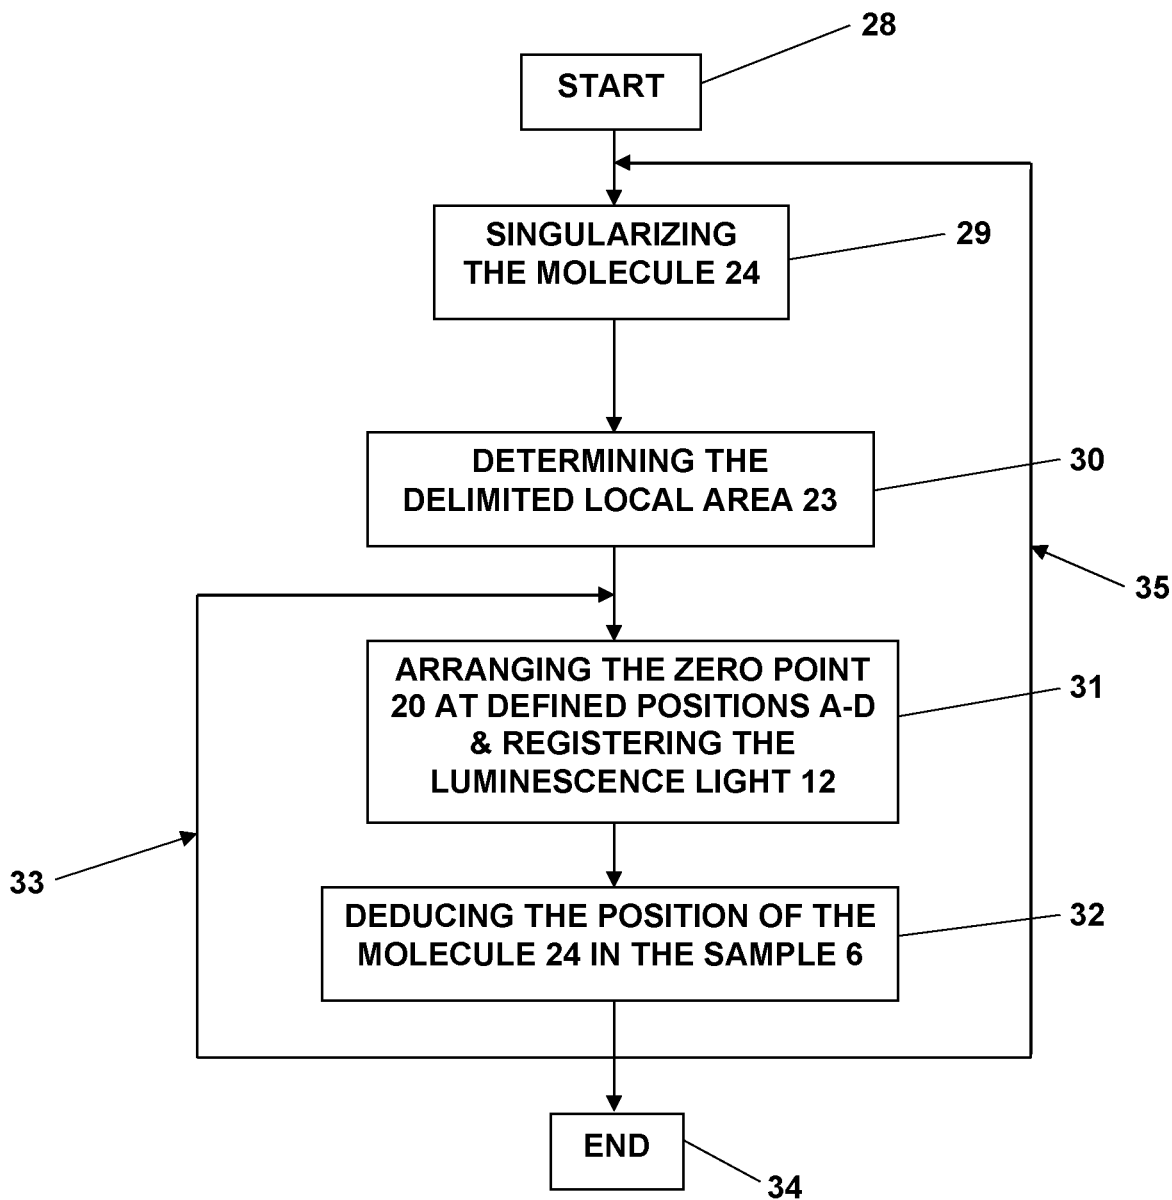 28
START
SINGULARIZING
THE MOLECULE 24
29
DETERMINING THE
DELIMITED LOCAL AREA 23
30
35
ARRANGING THE ZERO POINT
20 AT DEFINED POSITIONS A-D
& REGISTERING THE
LUMINESCENCE LIGHT 12
31
33
DEDUCING THE POSITION OF THE
MOLECULE 24 IN THE SAMPLE 6
32
END
34